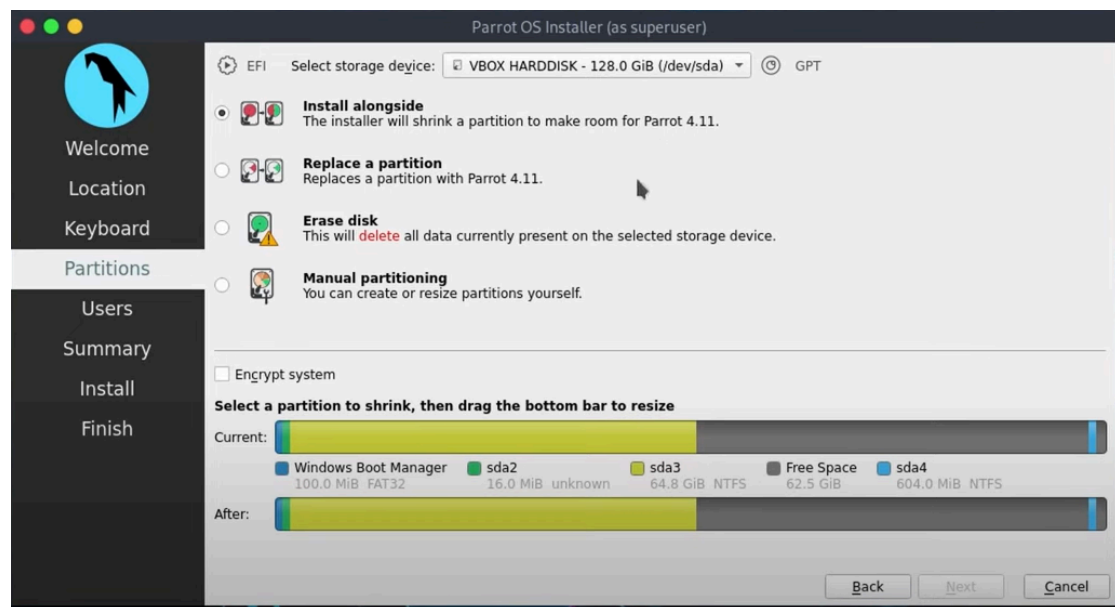 Parrot OS Installer (as superuser)
Welcome
Location
Keyboard
Partitions
Users
Summary
Install
Finish
EFI Select storage device: VBOX HARDDISK - 128.0 GiB (/dev/sda) GPT
Install alongside
The installer will shrink a partition to make room for Parrot 4.11.
Replace a partition
Replaces a partition with Parrot 4.11.
Erase disk
This will delete all data currently present on the selected storage device.
Manual partitioning
You can create or resize partitions yourself.
Encrypt system
Select a partition to shrink, then drag the bottom bar to resize
Current:
Windows Boot Manager sda2 sda3 Free Space sda4
100.0 MiB FAT32 16.0 MiB unknown 64.8 GiB NTFS 62.5 GiB 604.0 MiB NTFS
After:
Back Next Cancel